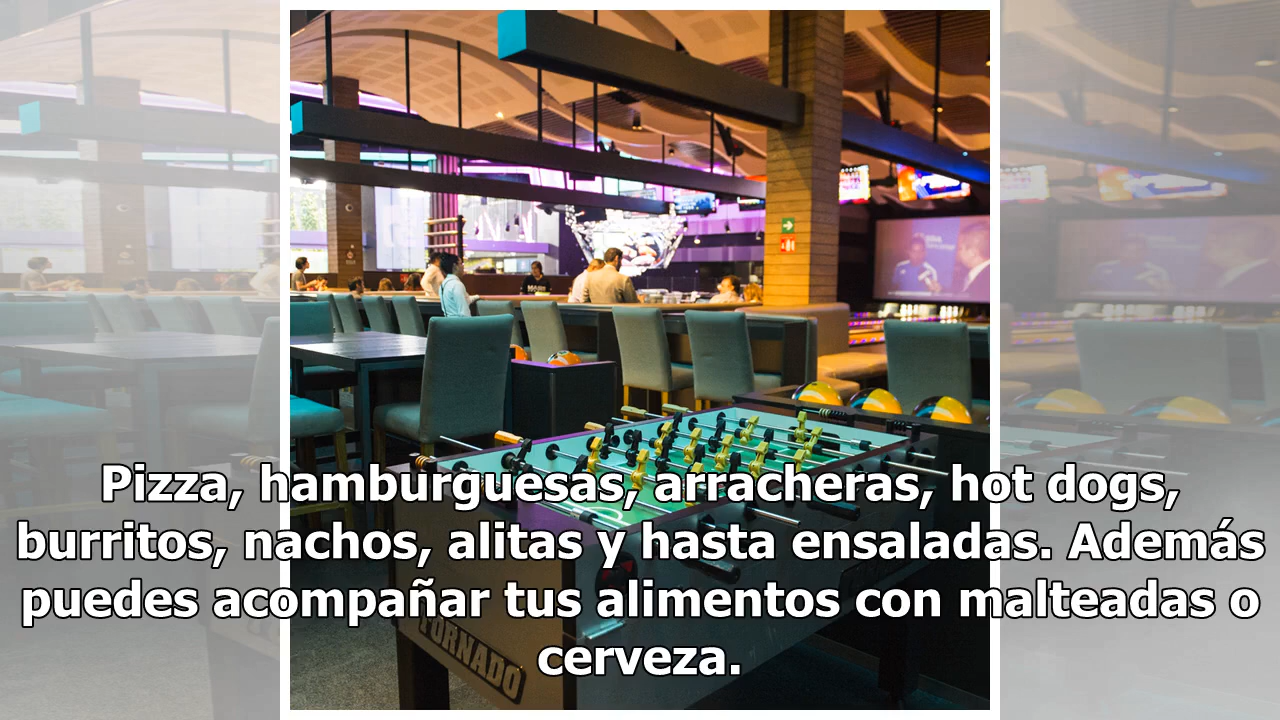 Pizza, hamburguesas, arracheras, hot dogs,
burritos, nachos, alitas y hasta ensaladas. Además
puedes acompañar tus alimentos con malteadas o
cerveza.
TORNADO